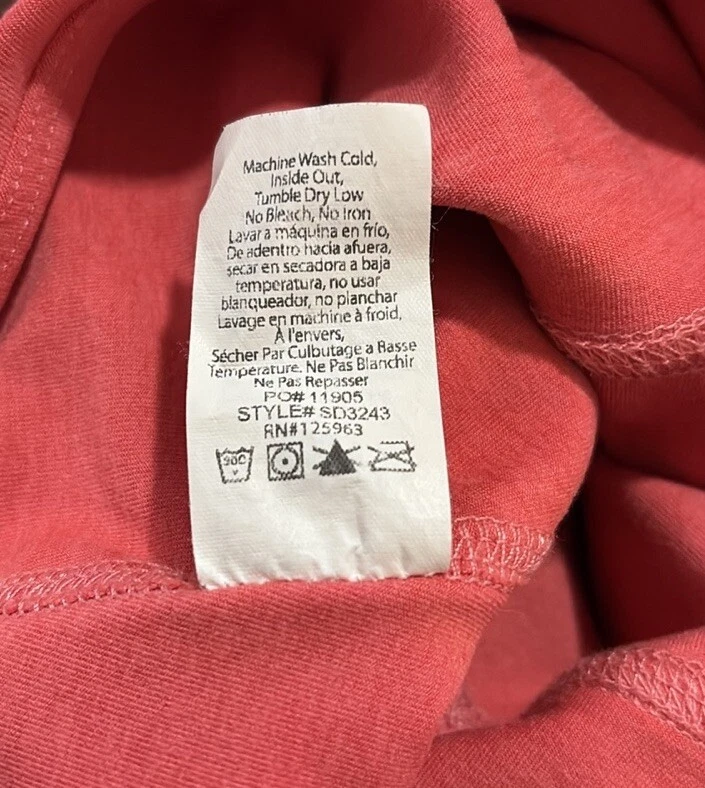 Machine Wash Cold,
Inside Out,
Tumble Dry Low
No Bleach, No Iron
Lavar a máquina en frío,
De adentro hacia afuera,
secar en secadora a baja
temperatura, no usar
blanqueador, no planchar
Lavage en machine à froid,
À l'envers,
Sécher Par Culbutage a Basse
Température. Ne Pas Blanchir
Ne Pas Repasser
PO# 11905
STYLE# SD3243
RN#125963